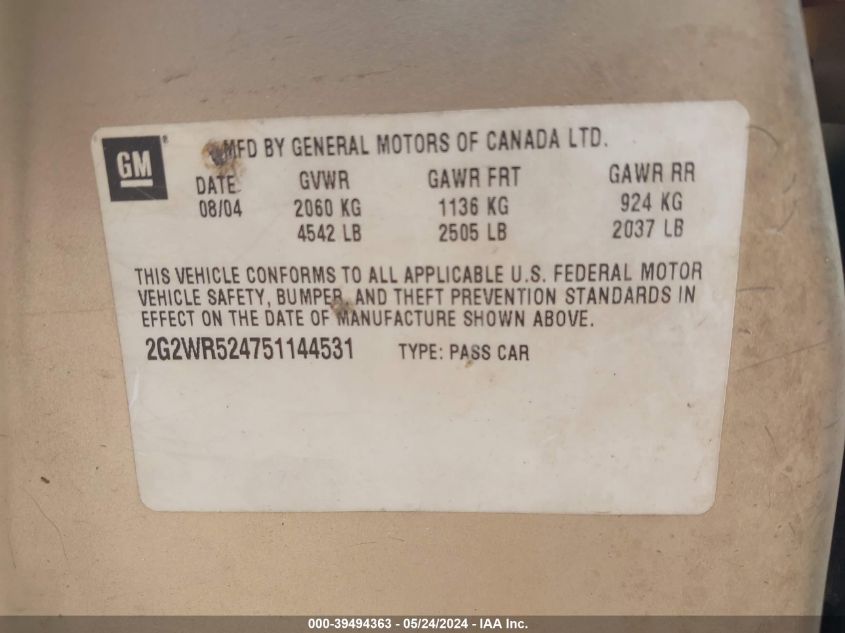 GM® MFD BY GENERAL MOTORS OF CANADA LTD.
DATE GVWR GAWR FRT GAWR RR
08/04 2060 KG 1136 KG 924 KG
4542 LB 2505 LB 2037 LB
THIS VEHICLE CONFORMS TO ALL APPLICABLE U.S. FEDERAL MOTOR
VEHICLE SAFETY, BUMPER, AND THEFT PREVENTION STANDARDS IN
EFFECT ON THE DATE OF MANUFACTURE SHOWN ABOVE.
2G2WR524751144531 TYPE: PASS CAR
000-39494363 - 05/24/2024 - IAA Inc.